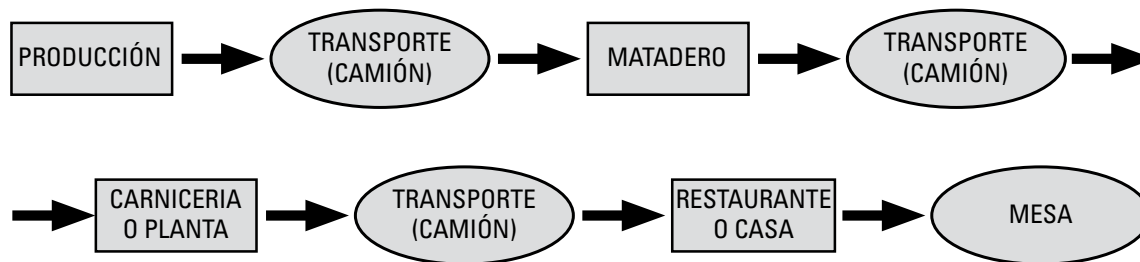 PRODUCCIÓN
TRANSPORTE
(CAMIÓN)
MATADERO
TRANSPORTE
(CAMIÓN)
CARNICERIA
O PLANTA
TRANSPORTE
(CAMIÓN)
RESTAURANTE
O CASA
MESA